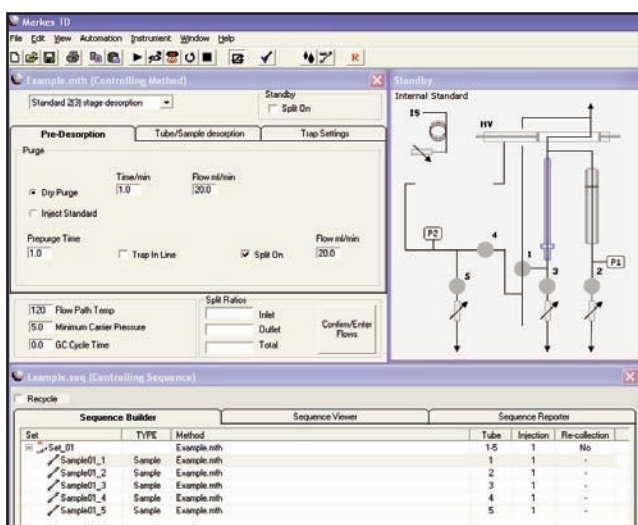 Markes TD
File Edit View Automation Instrument Window Help
R
Example.mth (Controlling Method)
Standard 2(3) stage desorption
Standby
Split On
Pre-Desorption
Tube/Sample desorption
Trap Settings
Purge
Time/min
Flow ml/min
Dry Purge
1.0
20.0
Inject Standard
Prepurge Time
Flow ml/min
1.0
Trap In Line
Split On
20.0
120 Flow Path Temp
5.0 Minimum Carrier Pressure
0.0 GC Cycle Time
Split Ratios
Inlet
Outlet
Total
Confirm/Enter
Flows
Standby
Internal Standard
IS
HV
P2
4
1
P1
5
3
2
Example.seq (Controlling Sequence)
Recycle
Sequence Builder
Sequence Viewer
Sequence Reporter
Set TYPE Method Tube Injection Re-collection
Set_01 Example.mth 1-5 1 No
Sample01_1 Sample Example.mth 1 1 -
Sample01_2 Sample Example.mth 2 1 -
Sample01_3 Sample Example.mth 3 1 -
Sample01_4 Sample Example.mth 4 1 -
Sample01_5 Sample Example.mth 5 1 -